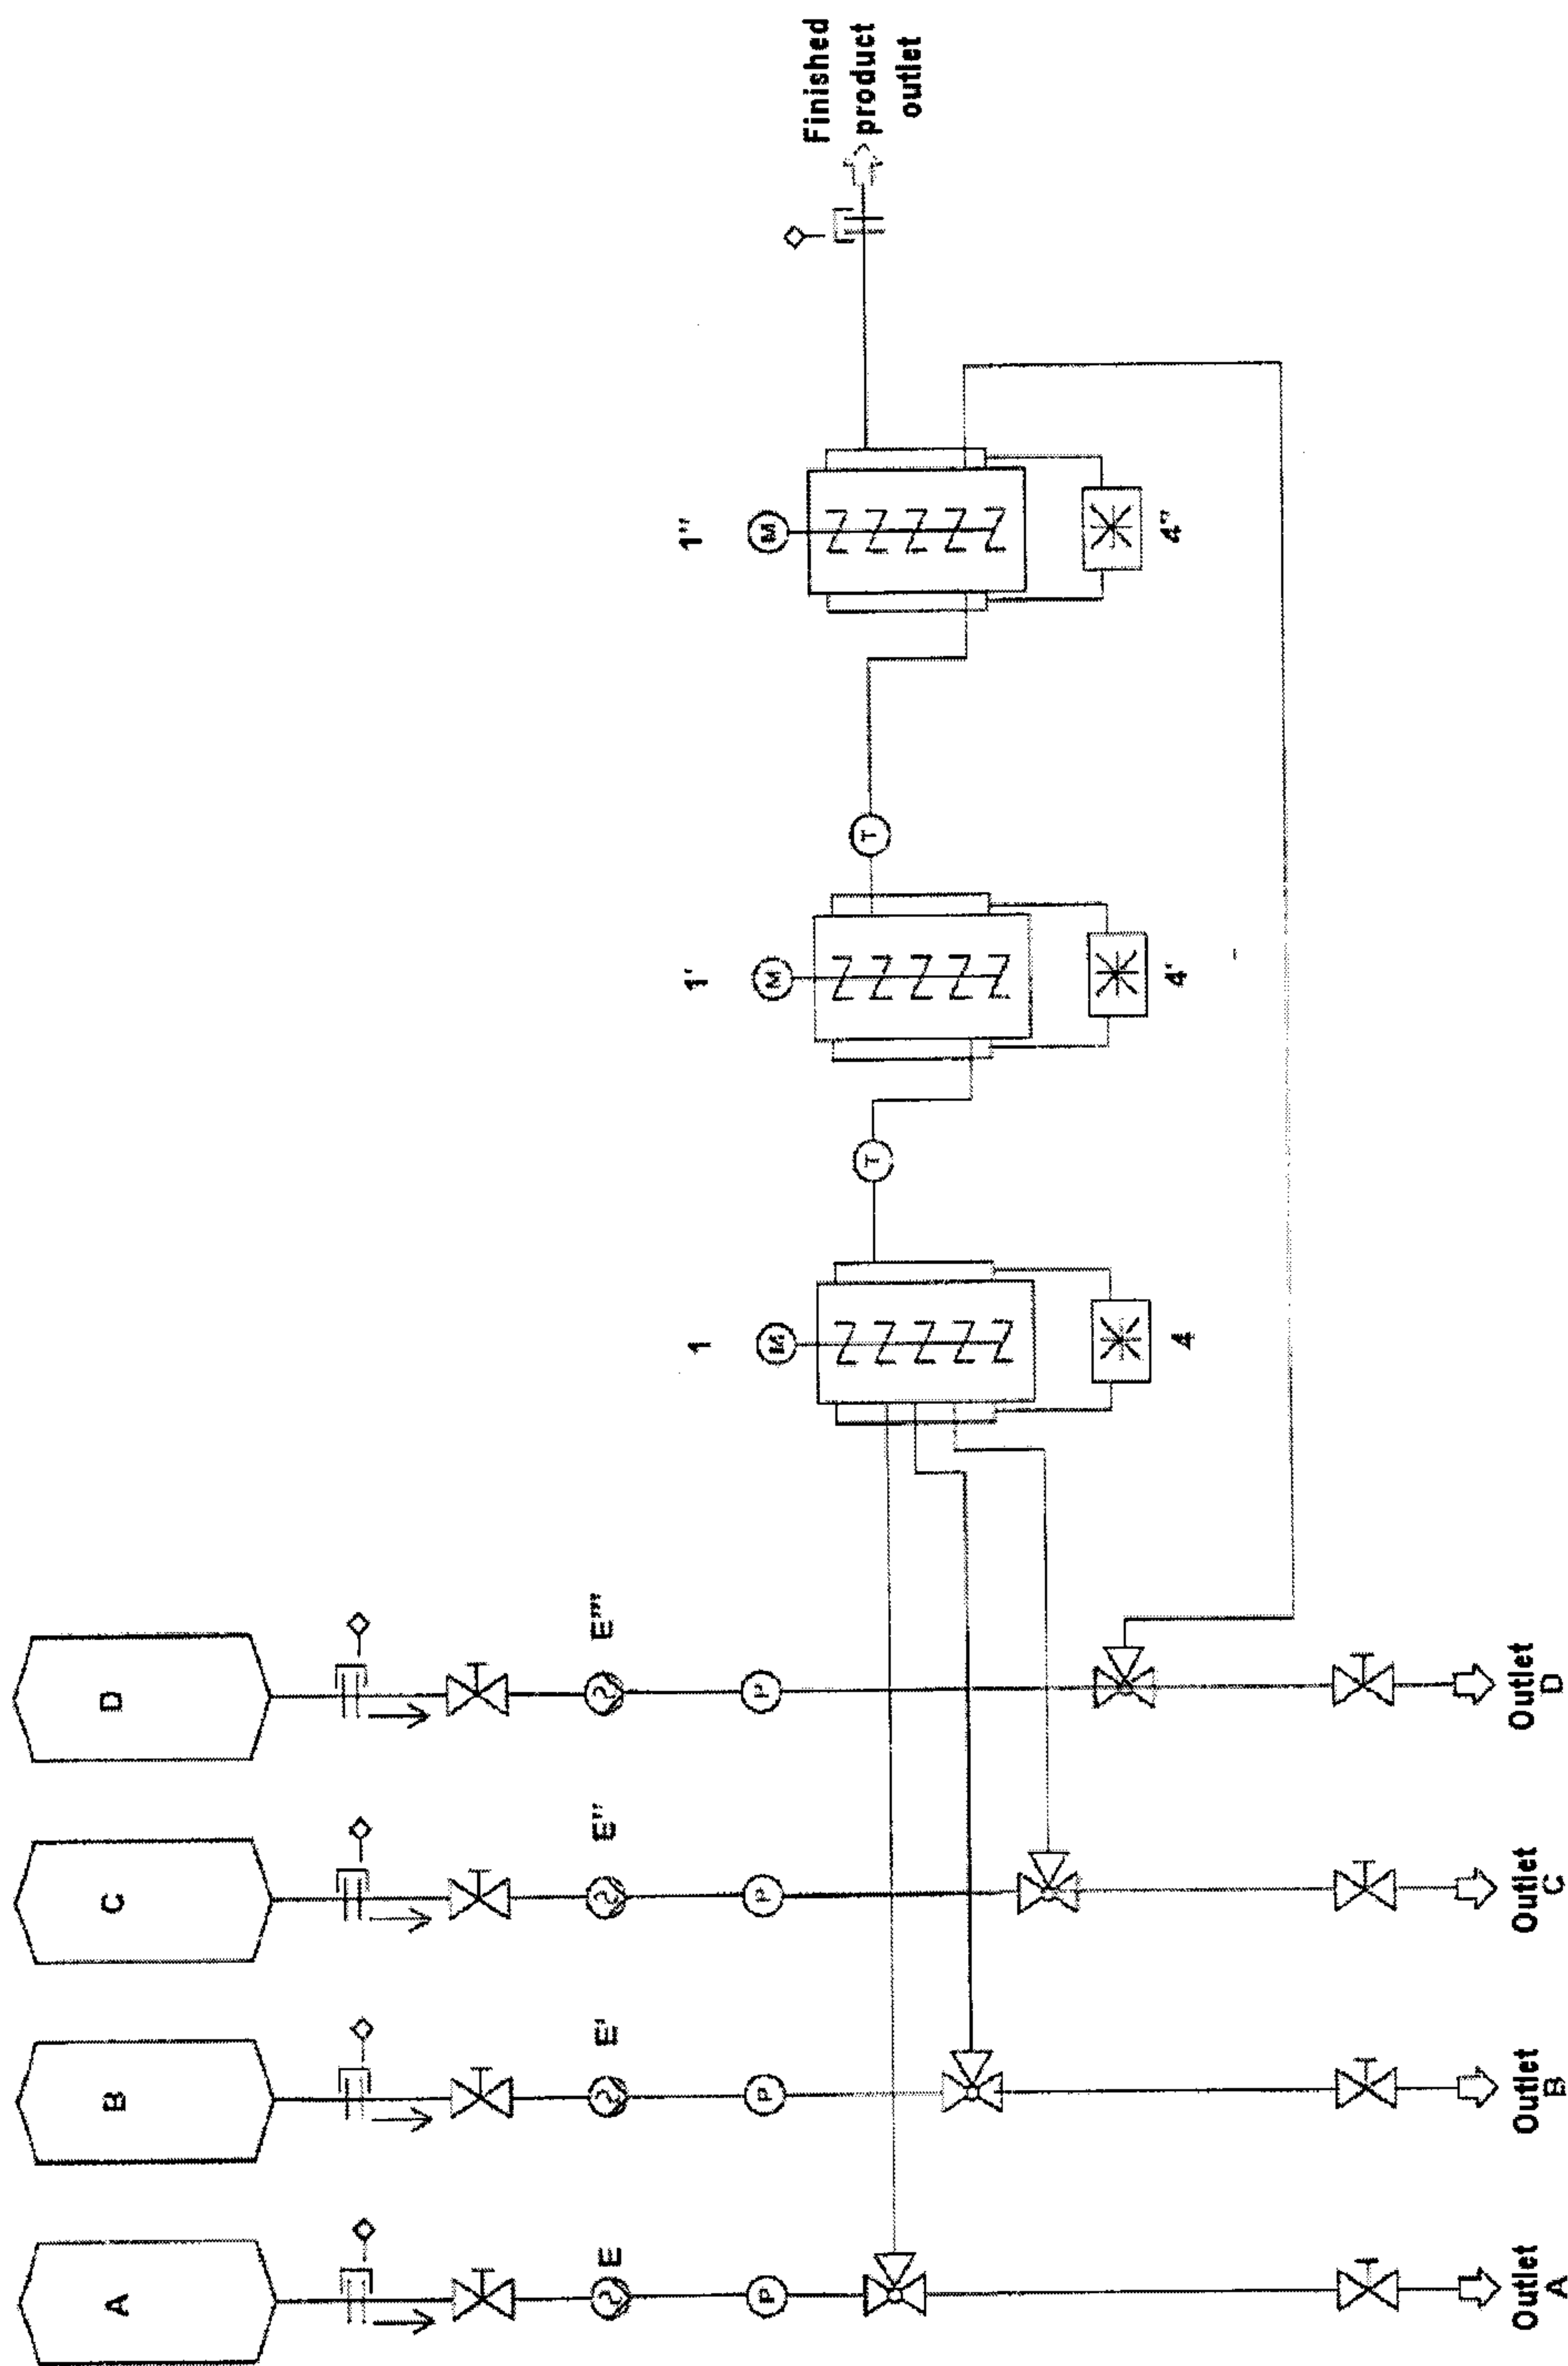 A
B
C
D
E
E'
E''
E'''
P
P
P
P
1
1'
1''
M
M
M
T
T
4
4'
4''
Finished
product
outlet
Outlet
A
Outlet
B
Outlet
C
Outlet
D